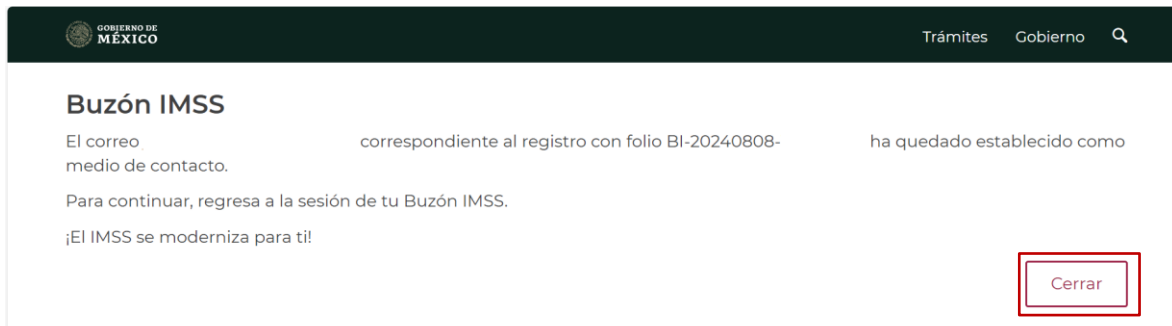 GOBIERNO DE
MÉXICO
Trámites Gobierno
Buzón IMSS
El correo correspondiente al registro con folio BI-20240808- ha quedado establecido como
medio de contacto.
Para continuar, regresa a la sesión de tu Buzón IMSS.
¡El IMSS se moderniza para ti!
Cerrar